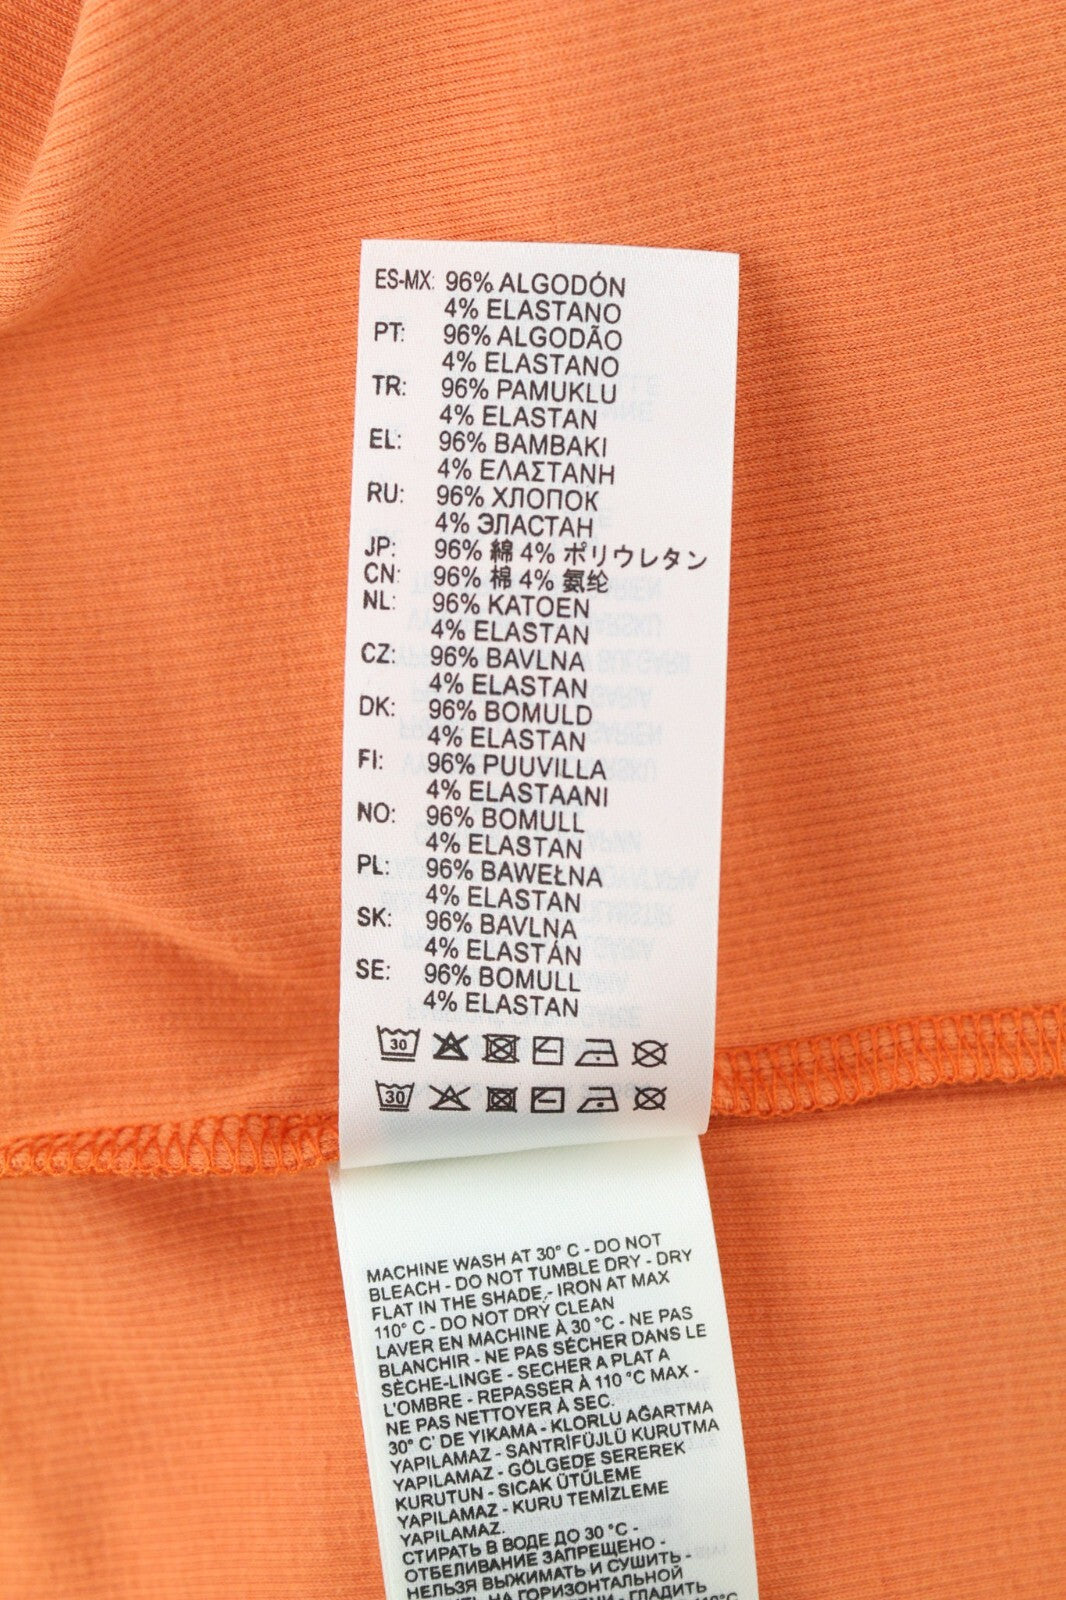 ES-MX: 96% ALGODÓN
4% ELASTANO
PT: 96% ALGODÃO
4% ELASTANO
TR: 96% PAMUKLU
4% ELASTAN
EL: 96% ΒΑΜΒΑΚΙ
4% ΕΛΑΣΤΑΝΗ
RU: 96% ХЛОПОК
4% ЭЛАСТАН
JP: 96% 綿 4% ポリウレタン
CN: 96% 棉 4% 氨纶
NL: 96% KATOEN
4% ELASTAN
CZ: 96% BAVLNA
4% ELASTAN
DK: 96% BOMULD
4% ELASTAN
FI: 96% PUUVILLA
4% ELASTAANI
NO: 96% BOMULL
4% ELASTAN
PL: 96% BAWEŁNA
4% ELASTAN
SK: 96% BAVLNA
4% ELASTÁN
SE: 96% BOMULL
4% ELASTAN
30
30
MACHINE WASH AT 30° C - DO NOT
BLEACH - DO NOT TUMBLE DRY - DRY
FLAT IN THE SHADE - IRON AT MAX
110° C - DO NOT DRY CLEAN
LAVER EN MACHINE À 30 °C - NE PAS
BLANCHIR - NE PAS SÉCHER DANS LE
SÈCHE-LINGE - SECHER A PLAT A
L'OMBRE - REPASSER À 110 °C MAX -
NE PAS NETTOYER À SEC.
30° C' DE YIKAMA - KLORLU AĞARTMA
YAPILAMAZ - SANTRİFÜJLÜ KURUTMA
YAPILAMAZ - GÖLGEDE SEREREK
KURUTUN - SICAK ÜTÜLEME
YAPILAMAZ - KURU TEMİZLEME
YAPILAMAZ.
СТИРАТЬ В ВОДЕ ДО 30 °C -
ОТБЕЛИВАНИЕ ЗАПРЕЩЕНО -
НЕЛЬЗЯ ВЫЖИМАТЬ И СУШИТЬ -
НА ГОРИЗОНТАЛЬНОЙ
ГЛАДИТЬ
110°C